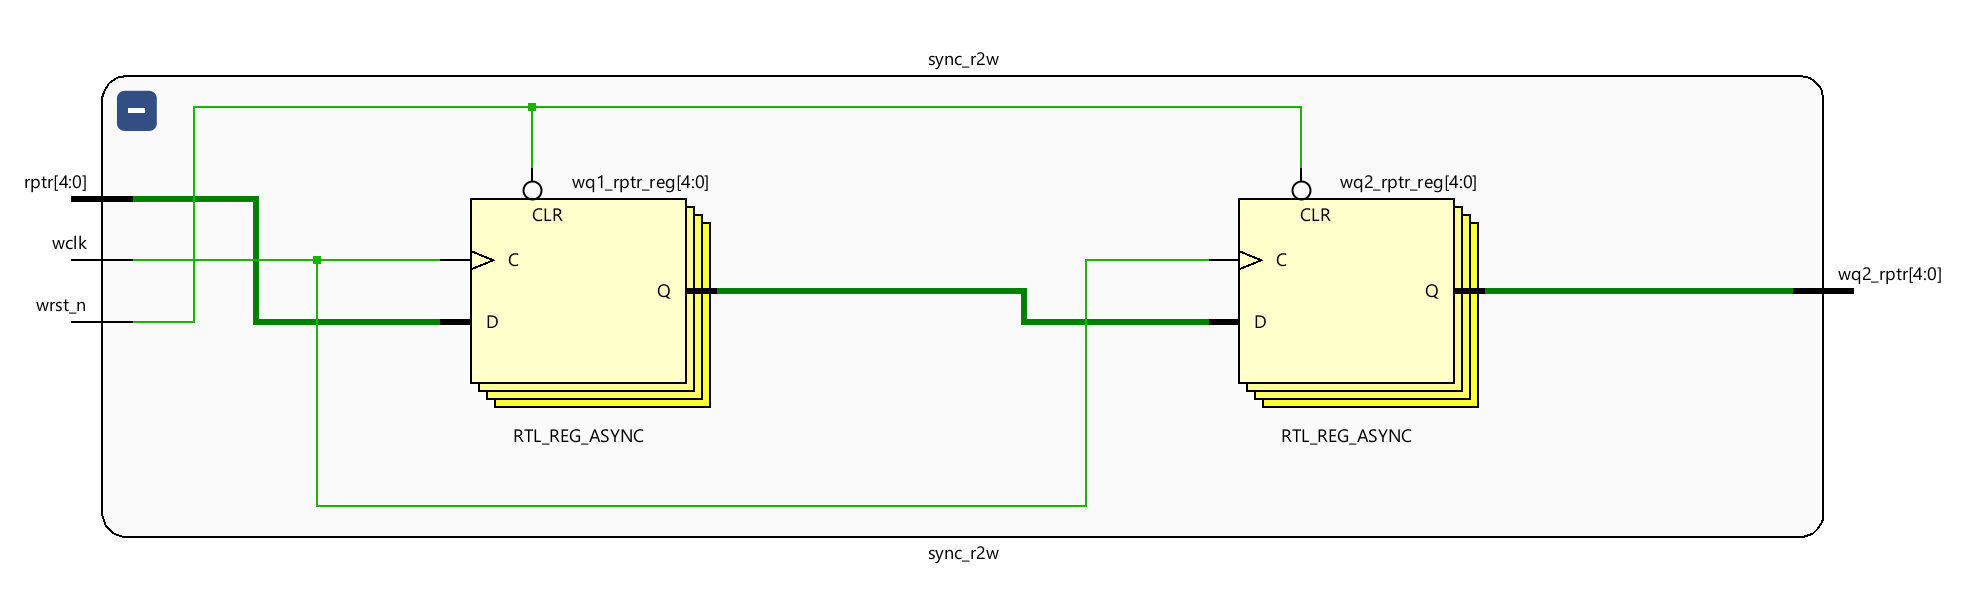 sync_r2w
rptr[4:0]
wclk
wrst_n
wq1_rptr_reg[4:0]
CLR
C
Q
D
RTL_REG_ASYNC
wq2_rptr_reg[4:0]
CLR
C
Q
D
RTL_REG_ASYNC
wq2_rptr[4:0]
sync_r2w